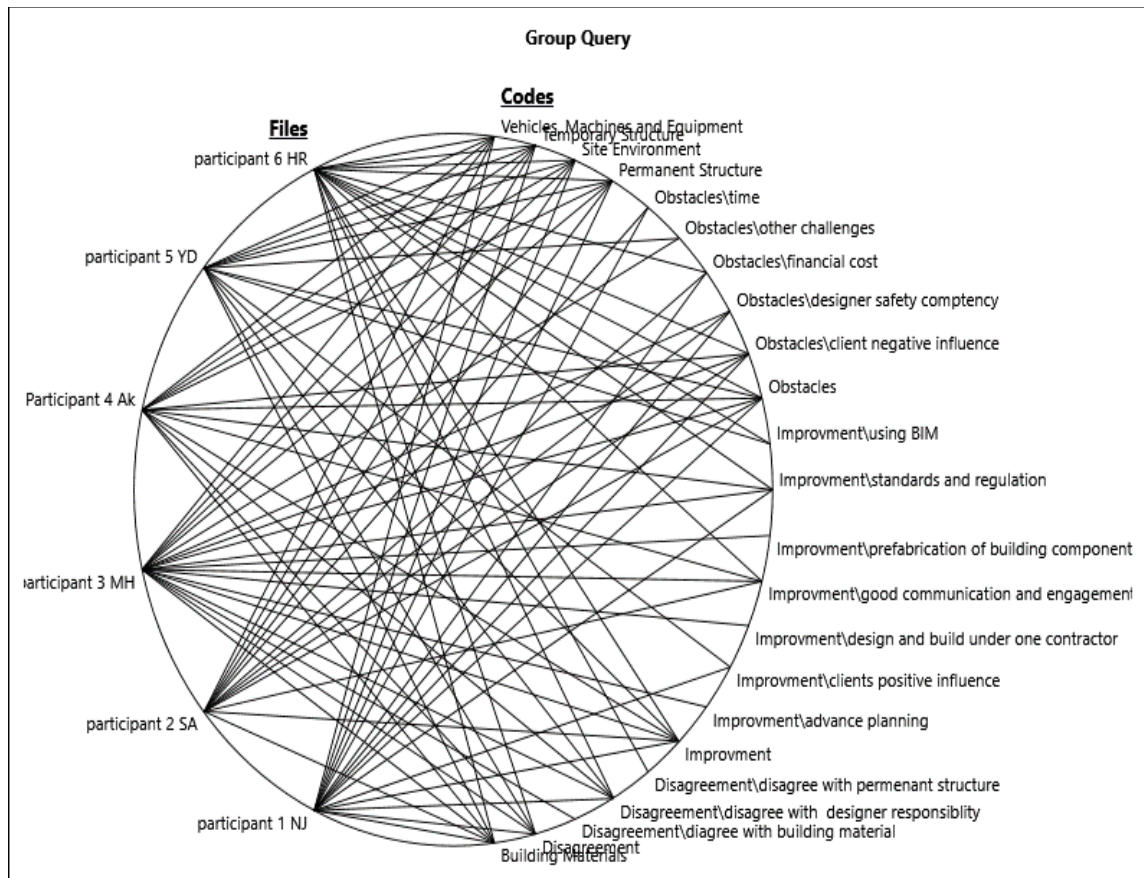 Group Query
Codes
Files
Vehicles, Machines and Equipment
Temporary Structure
Site Environment
Permanent Structure
Obstacles\time
Obstacles\other challenges
Obstacles\financial cost
Obstacles\designer safety comptency
Obstacles\client negative influence
Obstacles
Improvment\using BIM
Improvment\standards and regulation
Improvment\prefabrication of building component
Improvment\good communication and engagement
Improvment\design and build under one contractor
Improvment\clients positive influence
Improvment\advance planning
Improvment
Disagreement\disagree with permenant structure
Disagreement\disagree with designer responsiblity
Disagreement\diagree with building material
Disagreement
Building Materials
participant 6 HR
participant 5 YD
Participant 4 Ak
participant 3 MH
participant 2 SA
participant 1 NJ